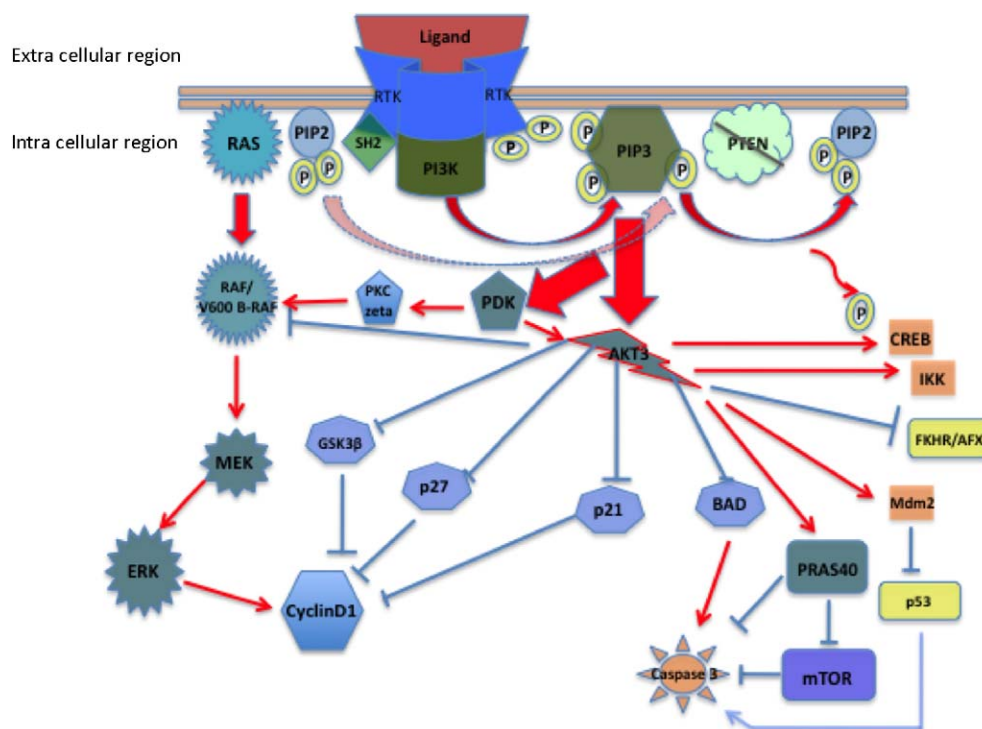 Ligand
Extra cellular region
RTK
RTK
Intra cellular region
RAS
PIP2
SH2
PI3K
P
P
P
P
P
P
P
PIP3
PTEN
PIP2
P
P
RAF/
V600 B-RAF
PKC
zeta
PDK
AKT3
P
CREB
IKK
FKHR/AFX
GSK3β
MEK
p27
p21
BAD
Mdm2
ERK
CyclinD1
PRAS40
p53
Caspase 3
mTOR